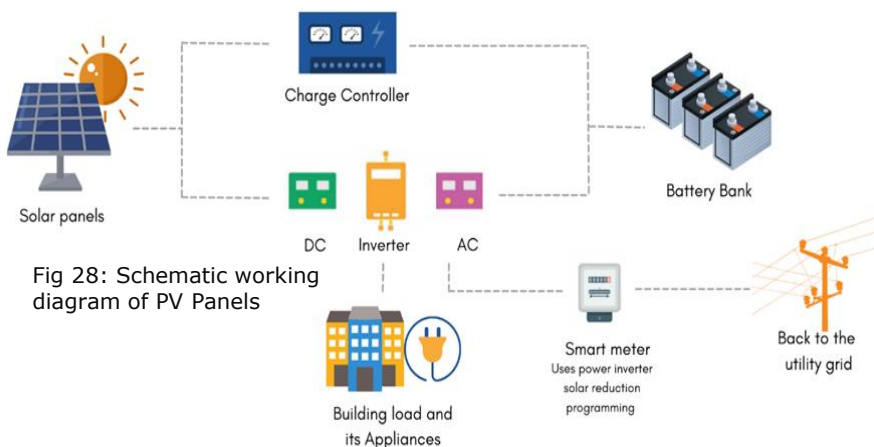 Charge Controller
Solar panels
Battery Bank
DC
Inverter
AC
Fig 28: Schematic working
diagram of PV Panels
Smart meter
Uses power inverter
solar reduction
programming
Back to the
utility grid
Building load and
its Appliances